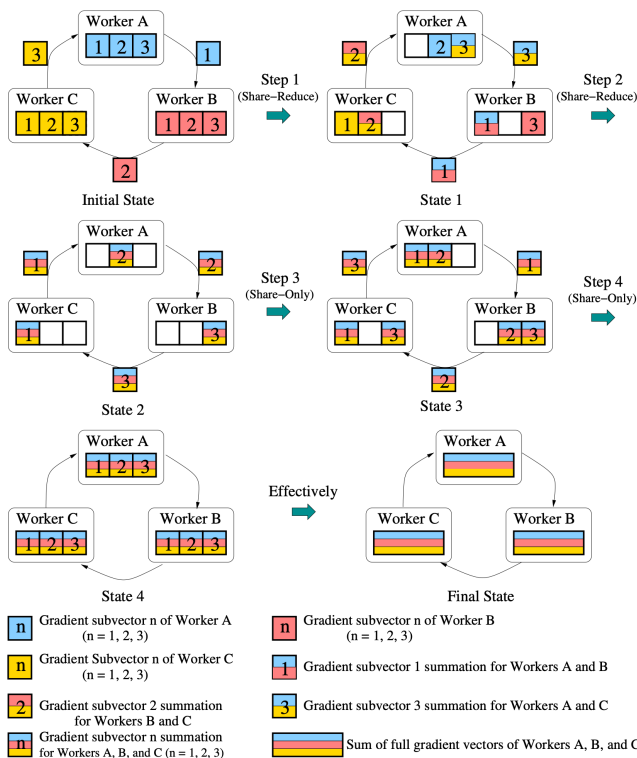 Worker A
1 2 3
3
1
Worker C
1 2 3
Worker B
1 2 3
2
Initial State
Step 1
(Share−Reduce)
Worker A
2 3
2
3
Worker C
1 2
Worker B
1 3
1
State 1
Step 2
(Share−Reduce)
Worker A
2
1
2
Worker C
1
Worker B
3
3
State 2
Step 3
(Share−Only)
Worker A
1 2
3
1
Worker C
1 3
Worker B
2 3
2
State 3
Step 4
(Share−Only)
Worker A
1 2 3
Worker C
1 2 3
Worker B
1 2 3
State 4
Effectively
Worker A
Worker C
Worker B
Final State
n Gradient subvector n of Worker A
(n = 1, 2, 3)
n Gradient subvector n of Worker B
(n = 1, 2, 3)
n Gradient Subvector n of Worker C
(n = 1, 2, 3)
1 Gradient subvector 1 summation for Workers A and B
2 Gradient subvector 2 summation
for Workers B and C
3 Gradient subvector 3 summation for Workers A and C
n Gradient subvector n summation
for Workers A, B, and C (n = 1, 2, 3)
Sum of full gradient vectors of Workers A, B, and C